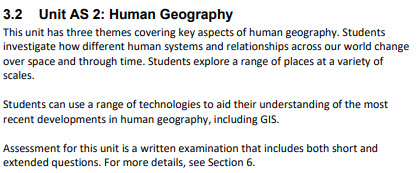 3.2 Unit AS 2: Human Geography
This unit has three themes covering key aspects of human geography. Students
investigate how different human systems and relationships across our world change
over space and through time. Students explore a range of places at a variety of
scales.
Students can use a range of technologies to aid their understanding of the most
recent developments in human geography, including GIS.
Assessment for this unit is a written examination that includes both short and
extended questions. For more details, see Section 6.